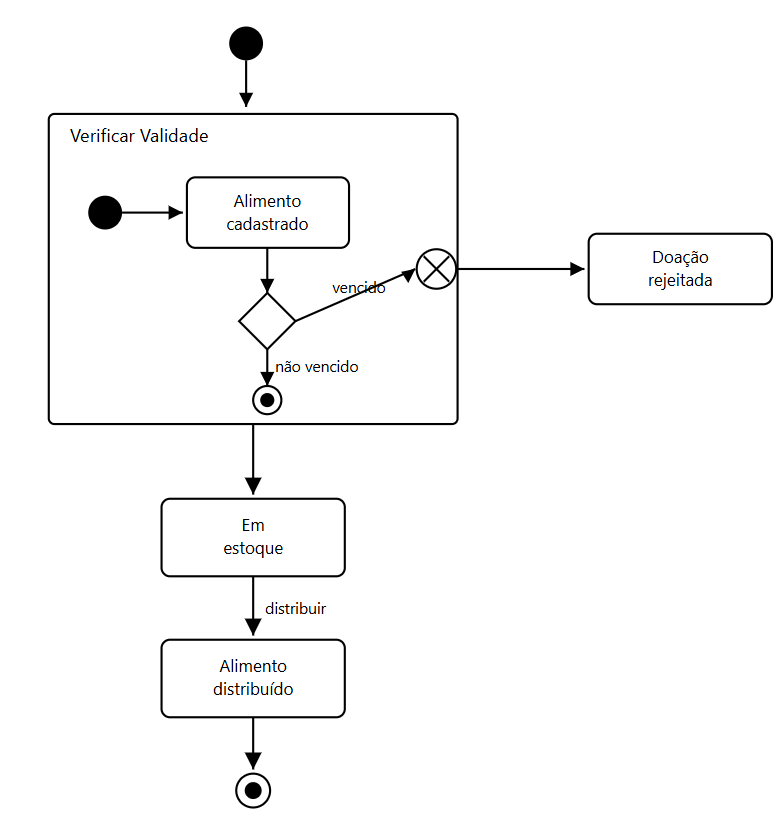 Verificar Validade
Alimento
cadastrado
Doação
rejeitada
vencido
não vencido
Em
estoque
distribuir
Alimento
distribuído